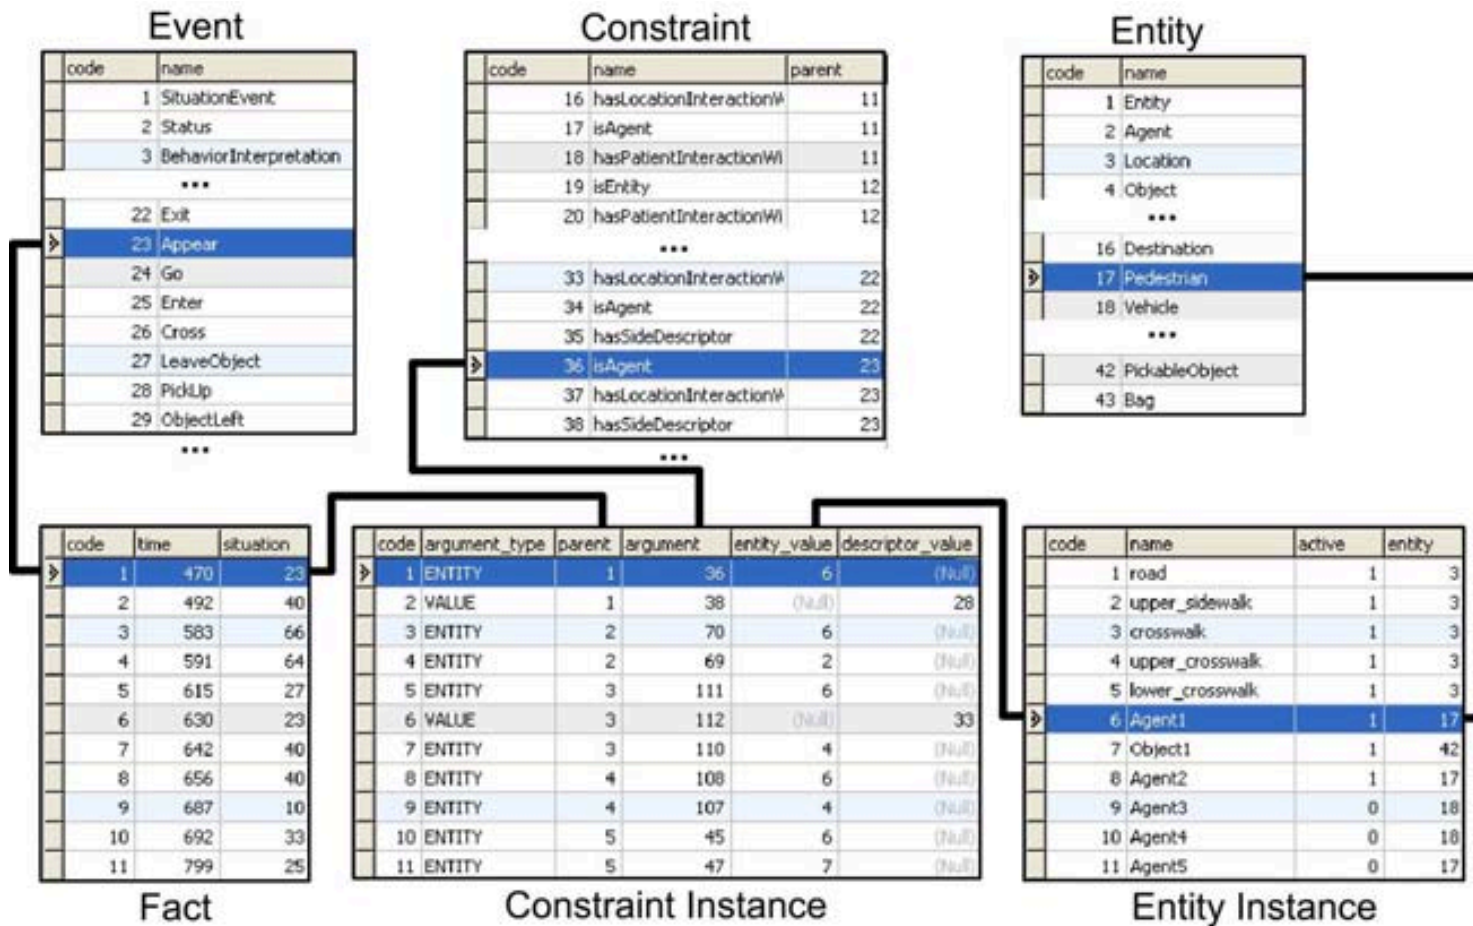 Event
code name
1 SituationEvent
2 Status
3 BehaviorInterpretation
...
22 Exit
23 Appear
24 Go
25 Enter
26 Cross
27 LeaveObject
28 PickUp
29 ObjectLeft
...
Constraint
code name parent
16 hasLocationInteractionW 11
17 isAgent 11
18 hasPatientInteractionWi 11
19 isEntity 12
20 hasPatientInteractionWi 12
...
33 hasLocationInteractionW 22
34 isAgent 22
35 hasSideDescriptor 22
36 isAgent 23
37 hasLocationInteractionW 23
38 hasSideDescriptor 23
...
Entity
code name
1 Entity
2 Agent
3 Location
4 Object
...
16 Destination
17 Pedestrian
18 Vehicle
...
42 PickableObject
43 Bag
code time situation
1 470 23
2 492 40
3 583 66
4 591 64
5 615 27
6 630 23
7 642 40
8 656 40
9 687 10
10 692 33
11 799 25
Fact
code argument_type parent argument entity_value descriptor_value
1 ENTITY 1 36 6 (Null)
2 VALUE 1 38 (Null) 28
3 ENTITY 2 70 6 (Null)
4 ENTITY 2 69 2 (Null)
5 ENTITY 3 111 6 (Null)
6 VALUE 3 112 (Null) 33
7 ENTITY 3 110 4 (Null)
8 ENTITY 4 108 6 (Null)
9 ENTITY 4 107 4 (Null)
10 ENTITY 5 45 6 (Null)
11 ENTITY 5 47 7 (Null)
Constraint Instance
code name active entity
1 road 1 3
2 upper_sidewalk 1 3
3 crosswalk 1 3
4 upper_crosswalk 1 3
5 lower_crosswalk 1 3
6 Agent1 1 17
7 Object1 1 42
8 Agent2 1 17
9 Agent3 0 18
10 Agent4 0 18
11 Agent5 0 17
Entity Instance